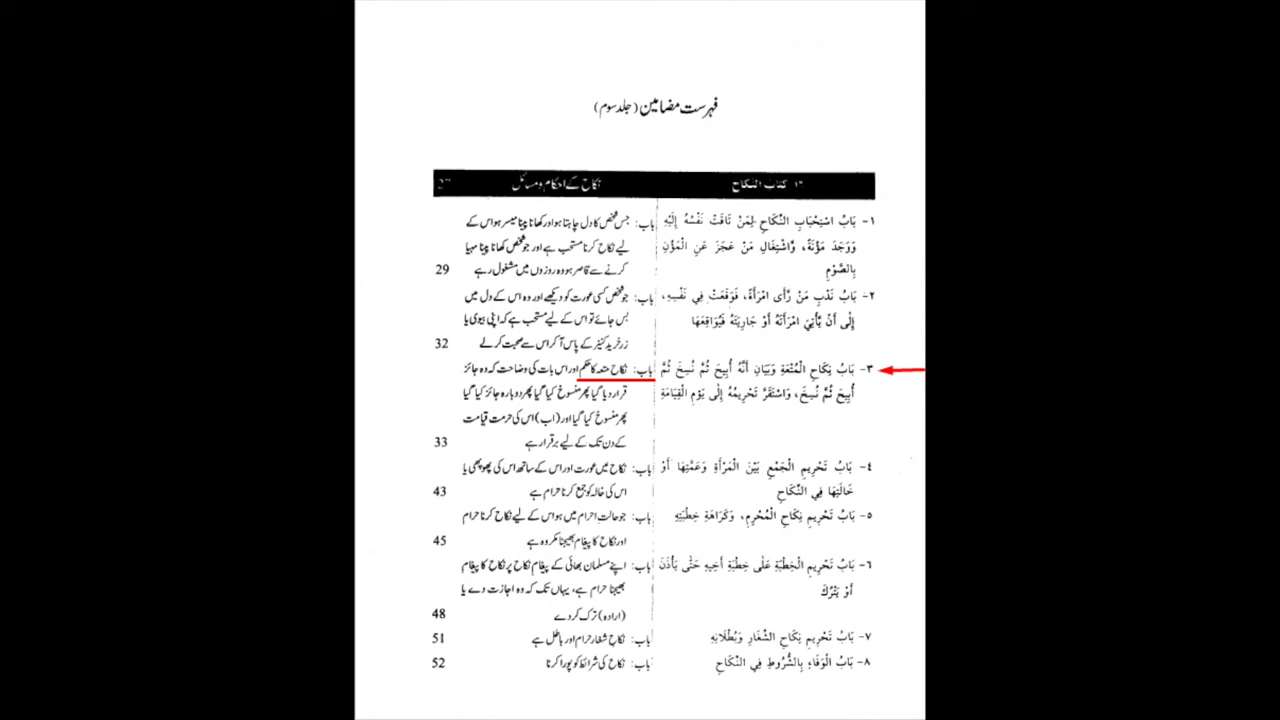 فہرست مضامین (جلد سوم)
١٦ كتاب النكاح نکاح کے احکام و مسائل 27
١- بَابُ اسْتِحْبَابِ النِّكَاحِ لِمَنْ تَاقَتْ نَفْسُهُ إِلَيْهِ باب: جس شخص کا دل چاہتا ہو اور کھانا پینا میسر ہو اس کے
وَوَجَدَ مُؤْنَةً، وَاشْتِغَالِ مَنْ عَجَزَ عَنِ الْمُؤَنِ لیے نکاح کرنا مستحب ہے اور جو شخص کھانا پینا مہیا
بِالصَّوْمِ کرنے سے قاصر ہو وہ روزوں میں مشغول رہے 29
٢- بَابُ نَدْبِ مَنْ رَّأَى امْرَأَةً، فَوَقَعَتْ فِي نَفْسِهِ، باب: جو شخص کسی عورت کو دیکھے اور وہ اس کے دل میں
إِلٰى أَنْ يَّأْتِيَ امْرَأَتَهُ أَوْ جَارِيَتَهُ فَيُوَاقِعَهَا بس جائے تو اس کے لیے مستحب ہے کہ اپنی بیوی یا
زر خرید کنیز کے پاس آ کر اس سے صحبت کر لے 32
٣- بَابُ نِكَاحِ الْمُتْعَةِ وَبَيَانِ أَنَّهُ أُبِيحَ ثُمَّ نُسِخَ ثُمَّ باب: نکاح متعہ کا حکم اور اس بات کی وضاحت کہ وہ جائز
أُبِيحَ ثُمَّ نُسِخَ، وَاسْتَقَرَّ تَحْرِيمُهُ إِلٰى يَوْمِ الْقِيَامَةِ قرار دیا گیا پھر منسوخ کیا گیا پھر دوبارہ جائز کیا گیا
پھر منسوخ کیا گیا اور (اب) اس کی حرمت قیامت
کے دن تک کے لیے برقرار ہے 33
٤- بَابُ تَحْرِيمِ الْجَمْعِ بَيْنَ الْمَرْأَةِ وَعَمَّتِهَا أَوْ باب: نکاح میں عورت اور اس کے ساتھ اس کی پھوپھی یا
خَالَتِهَا فِي النِّكَاحِ اس کی خالہ کو جمع کرنا حرام ہے 43
٥- بَابُ تَحْرِيمِ نِكَاحِ الْمُحْرِمِ، وَكَرَاهَةِ خِطْبَتِهِ باب: جو حالتِ احرام میں ہو اس کے لیے نکاح کرنا حرام
اور نکاح کا پیغام بھیجنا مکروہ ہے 45
٦- بَابُ تَحْرِيمِ الْخِطْبَةِ عَلٰى خِطْبَةِ أَخِيهِ حَتّٰى يَأْذَنَ باب: اپنے مسلمان بھائی کے پیغام نکاح پر نکاح کا پیغام
أَوْ يَتْرُكَ بھیجنا حرام ہے، یہاں تک کہ وہ اجازت دے یا
(ارادہ) ترک کر دے 48
٧- بَابُ تَحْرِيمِ نِكَاحِ الشِّغَارِ وَبُطْلَانِهِ باب: نکاحِ شغار حرام اور باطل ہے 51
٨- بَابُ الْوَفَاءِ بِالشُّرُوطِ فِي النِّكَاحِ باب: نکاح کی شرائط کو پورا کرنا 52